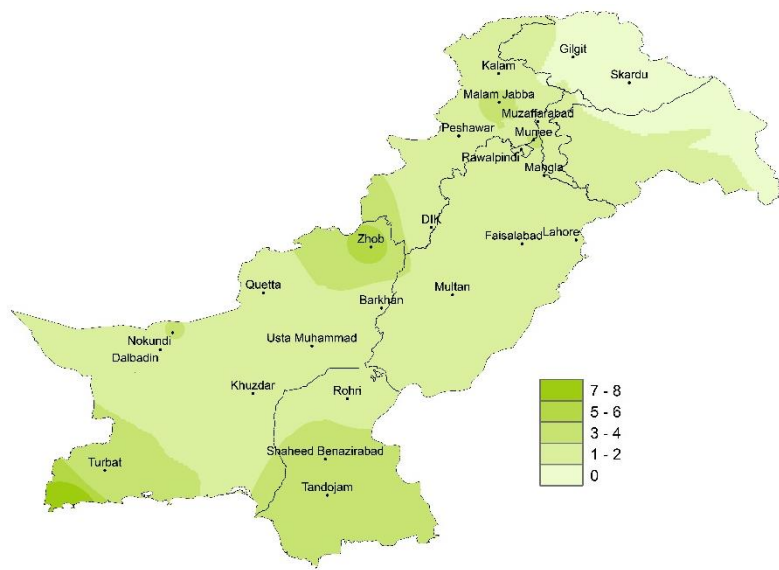 Gilgit
Kalam
Skardu
Malam Jabba
Muzaffarabad
Peshawar
Murree
Rawalpindi
Mangla
DIK
Zhob
Faisalabad
Lahore
Quetta
Barkhan
Multan
Nokundi
Usta Muhammad
Dalbadin
Khuzdar
Rohri
7 - 8
5 - 6
3 - 4
1 - 2
0
Shaheed Benazirabad
Turbat
Tandojam